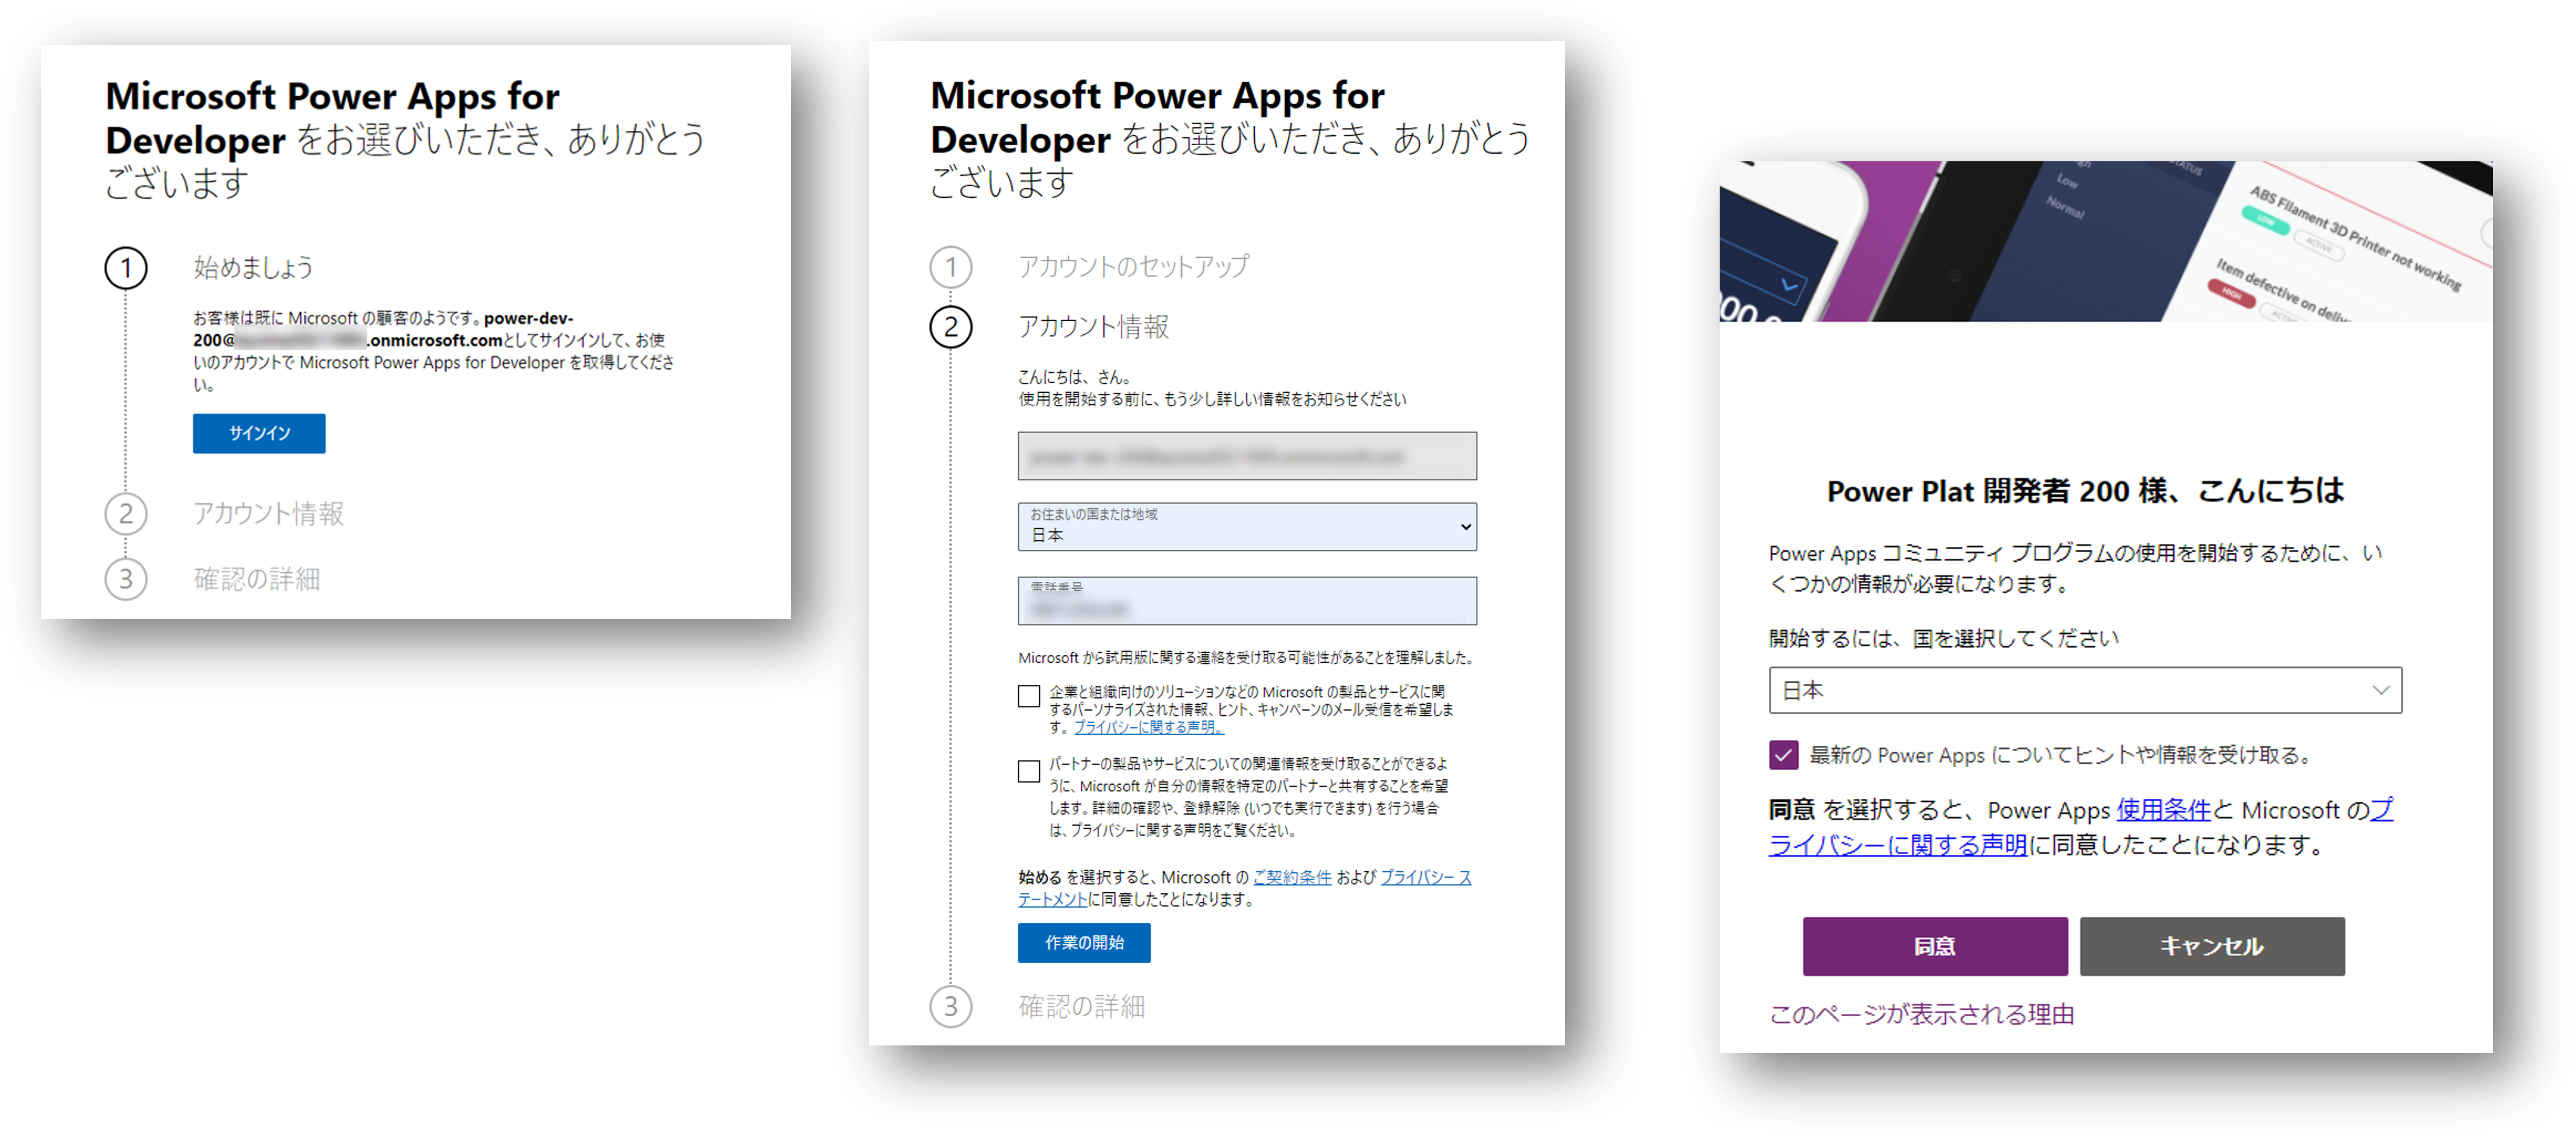 Microsoft Power Apps for
Developer をお選びいただき、ありがとう
ございます
1 始めましょう
お客様は既に Microsoft の顧客のようです。power-dev-
200@ .onmicrosoft.comとしてサインインして、お使
いのアカウントで Microsoft Power Apps for Developer を取得してくださ
い。
サインイン
2 アカウント情報
3 確認の詳細
Microsoft Power Apps for
Developer をお選びいただき、ありがとう
ございます
1 アカウントのセットアップ
2 アカウント情報
こんにちは、さん。
使用を開始する前に、もう少し詳しい情報をお知らせください
お住まいの国または地域
日本
電話番号
Microsoft から試用版に関する連絡を受け取る可能性があることを理解しました。
企業と組織向けのソリューションなどの Microsoft の製品とサービスに関
するパーソナライズされた情報、ヒント、キャンペーンのメール受信を希望しま
す。プライバシーに関する声明。
パートナーの製品やサービスについての関連情報を受け取ることができるよ
うに、Microsoft が自分の情報を特定のパートナーと共有することを希望
します。詳細の確認や、登録解除 (いつでも実行できます) を行う場合
は、プライバシーに関する声明をご覧ください。
始める を選択すると、Microsoft の ご契約条件 および プライバシー ス
テートメントに同意したことになります。
作業の開始
3 確認の詳細
STATUS
Low
Normal
ABS Filament 3D Printer not working
LOW
ACTIVE
Item defective on deliv
HIGH
Power Plat 開発者 200 様、こんにちは
Power Apps コミュニティ プログラムの使用を開始するために、い
くつかの情報が必要になります。
開始するには、国を選択してください
日本
最新の Power Apps についてヒントや情報を受け取る。
同意 を選択すると、Power Apps 使用条件と Microsoft のプ
ライバシーに関する声明に同意したことになります。
同意
キャンセル
このページが表示される理由